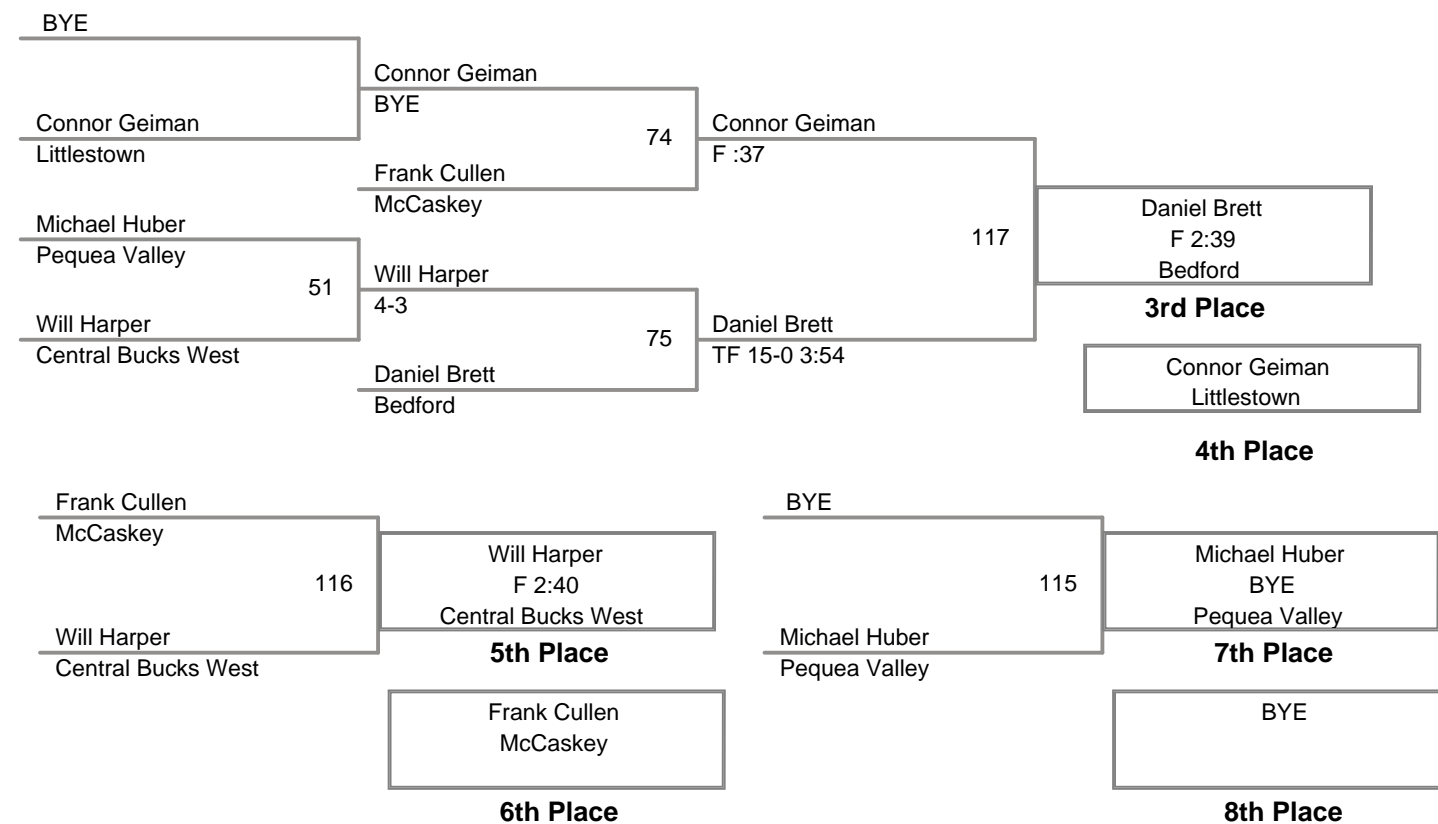 BYE
Connor Geiman
BYE
Connor Geiman
Littlestown
74
Connor Geiman
F :37
Frank Cullen
McCaskey
Michael Huber
Pequea Valley
51
Will Harper
4-3
Will Harper
Central Bucks West
75
Daniel Brett
TF 15-0 3:54
Daniel Brett
Bedford
117
Daniel Brett
F 2:39
Bedford
3rd Place
Connor Geiman
Littlestown
4th Place
Frank Cullen
McCaskey
116
Will Harper
Central Bucks West
Will Harper
F 2:40
Central Bucks West
5th Place
Frank Cullen
McCaskey
6th Place
BYE
115
Michael Huber
Pequea Valley
Michael Huber
BYE
Pequea Valley
7th Place
BYE
8th Place